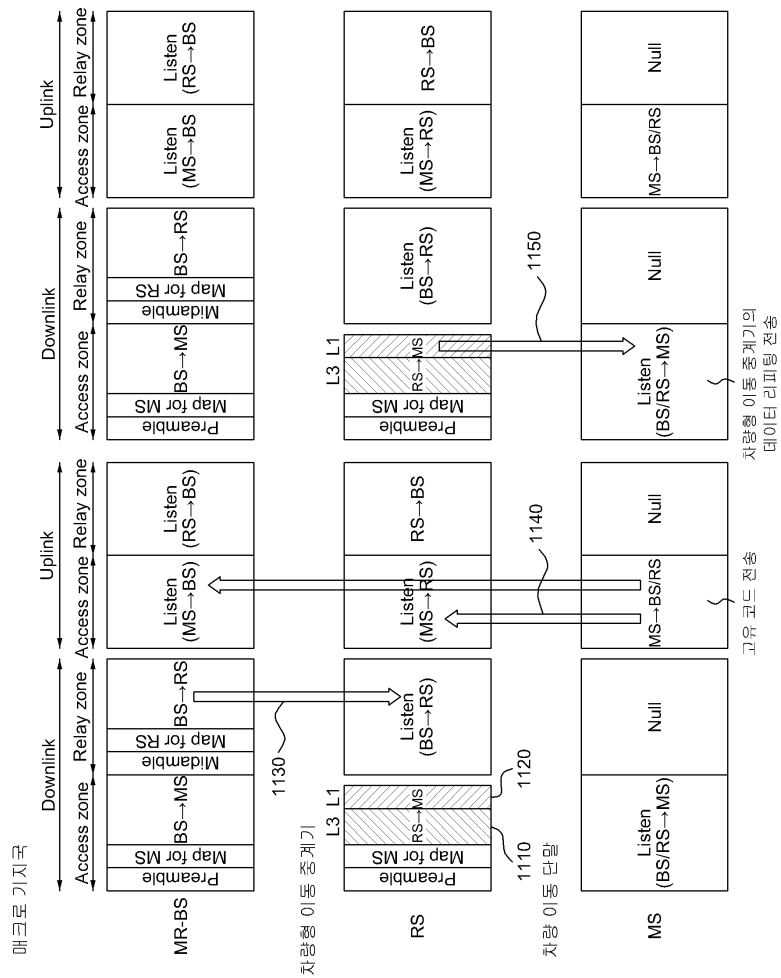 매크로 기지국
Downlink
Uplink
Downlink
Uplink
Access zone
Relay zone
Access zone
Relay zone
Access zone
Relay zone
Access zone
Relay zone
MR-BS
Preamble
Map for MS
BS→MS
Midamble
Map for RS
BS→RS
Listen
(MS→BS)
Listen
(RS→BS)
Preamble
Map for MS
BS→MS
Midamble
Map for RS
BS→RS
Listen
(MS→BS)
Listen
(RS→BS)
1130
차량형 이동 중계기
L3
L1
L3
L1
RS
Preamble
Map for MS
RS→MS
Listen
(BS→RS)
Listen
(MS→RS)
RS→BS
Preamble
Map for MS
RS→MS
Listen
(BS→RS)
Listen
(MS→RS)
RS→BS
1110
1120
1140
1150
차량 이동 단말
MS
Listen
(BS/RS→MS)
Null
MS→BS/RS
Null
Listen
(BS/RS→MS)
Null
MS→BS/RS
Null
고유 코드 전송
차량형 이동 중계기의
데이터 리피팅 전송